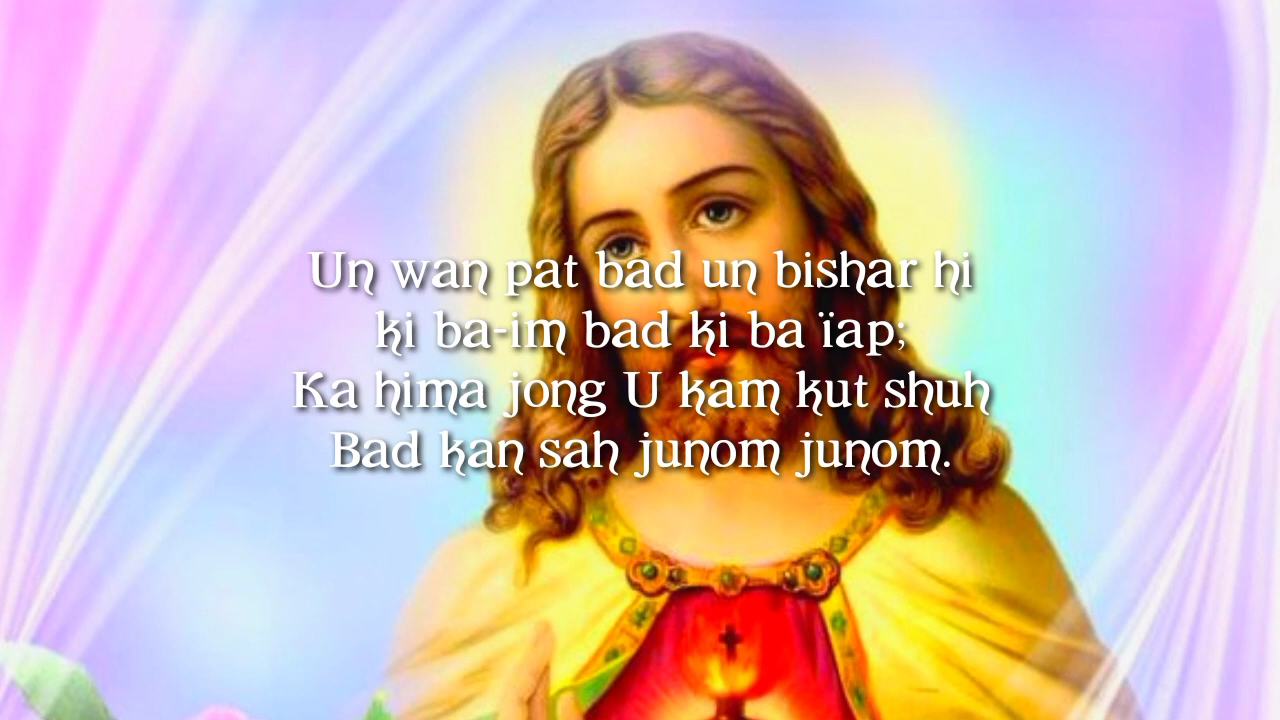 Un wan pat bad un bishar hi
ki ba-im bad ki ba ïap;
Ka hima jong U kam kut shuh
Bad kan sah junom junom.